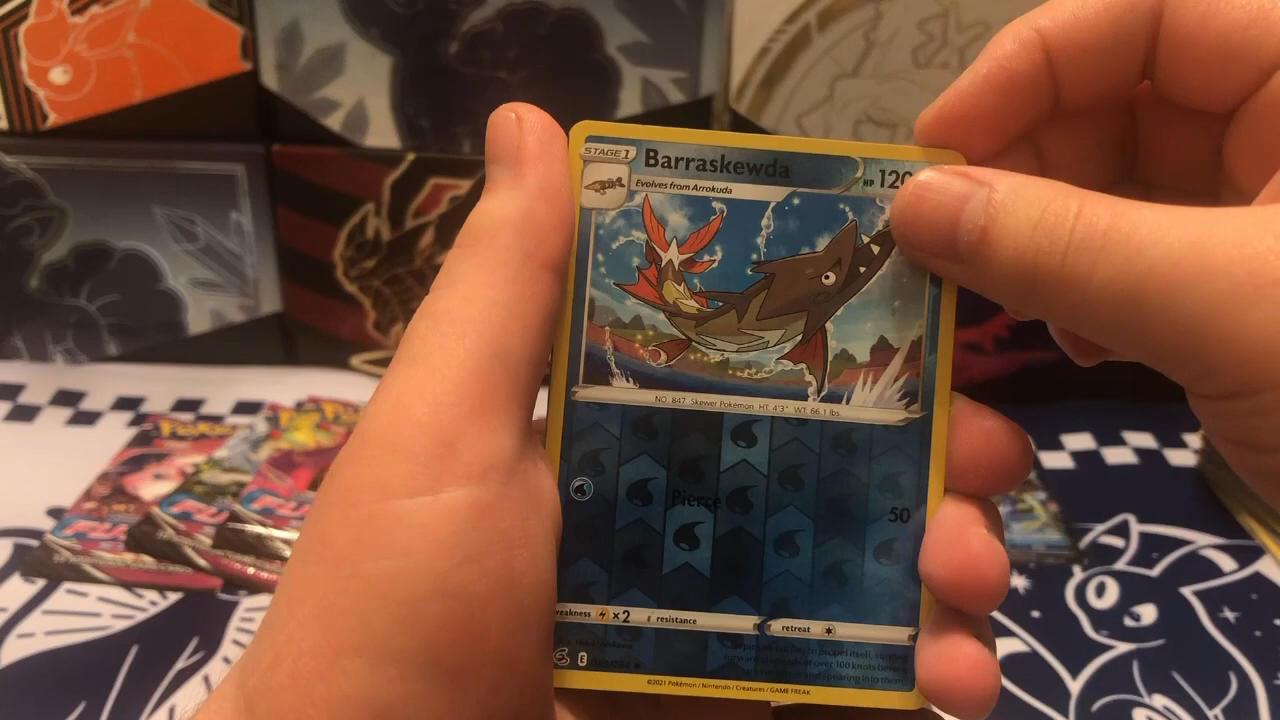 STAGE 1
Barraskewda
HP 120
Evolves from Arrokuda
NO. 847 Skewer Pokémon HT: 4'3" WT: 66.1 lbs.
Pierce 50
weakness ×2 resistance retreat
E
©2021 Pokémon / Nintendo / Creatures / GAME FREAK